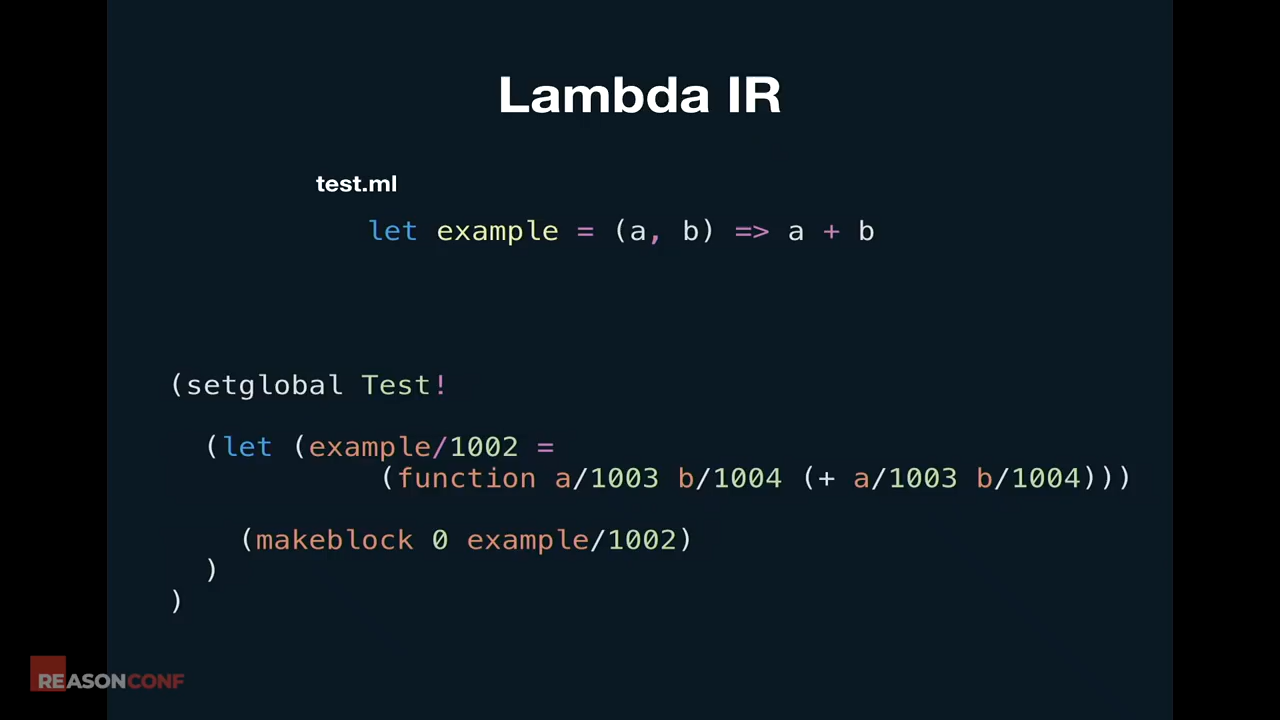 Lambda IR
test.ml
let example = (a, b) => a + b
(setglobal Test!
(let (example/1002 =
(function a/1003 b/1004 (+ a/1003 b/1004)))
(makeblock 0 example/1002)
)
)
REASONCONF